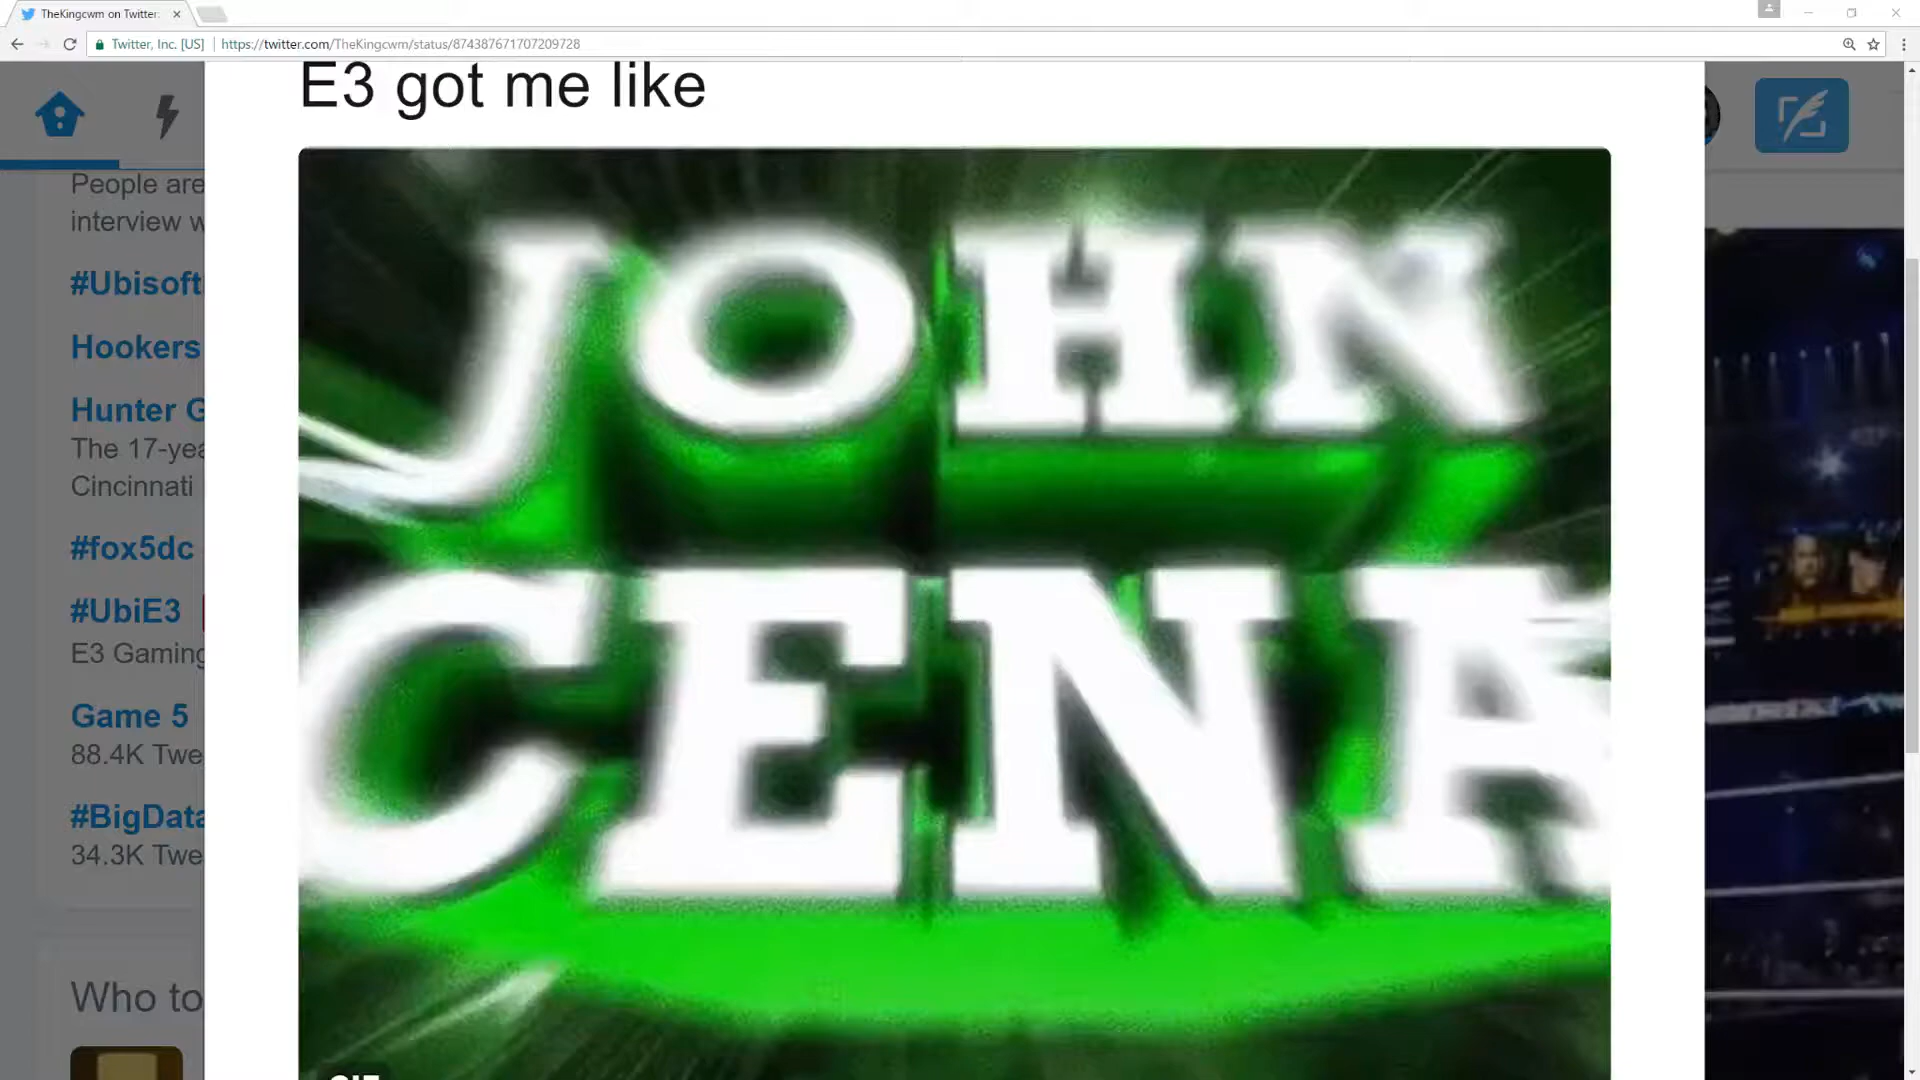 TheKingcwm on Twitter:
Twitter, Inc. [US]
https://twitter.com/TheKingcwm/status/874387671707209728
E3 got me like
People are
interview w
#Ubisoft
Hookers
Hunter G
The 17-yea
Cincinnati
#fox5dc
#UbiE3
E3 Gaming
Game 5
88.4K Twe
#BigData
34.3K Twe
Who to
JOHN
CENA
GIF